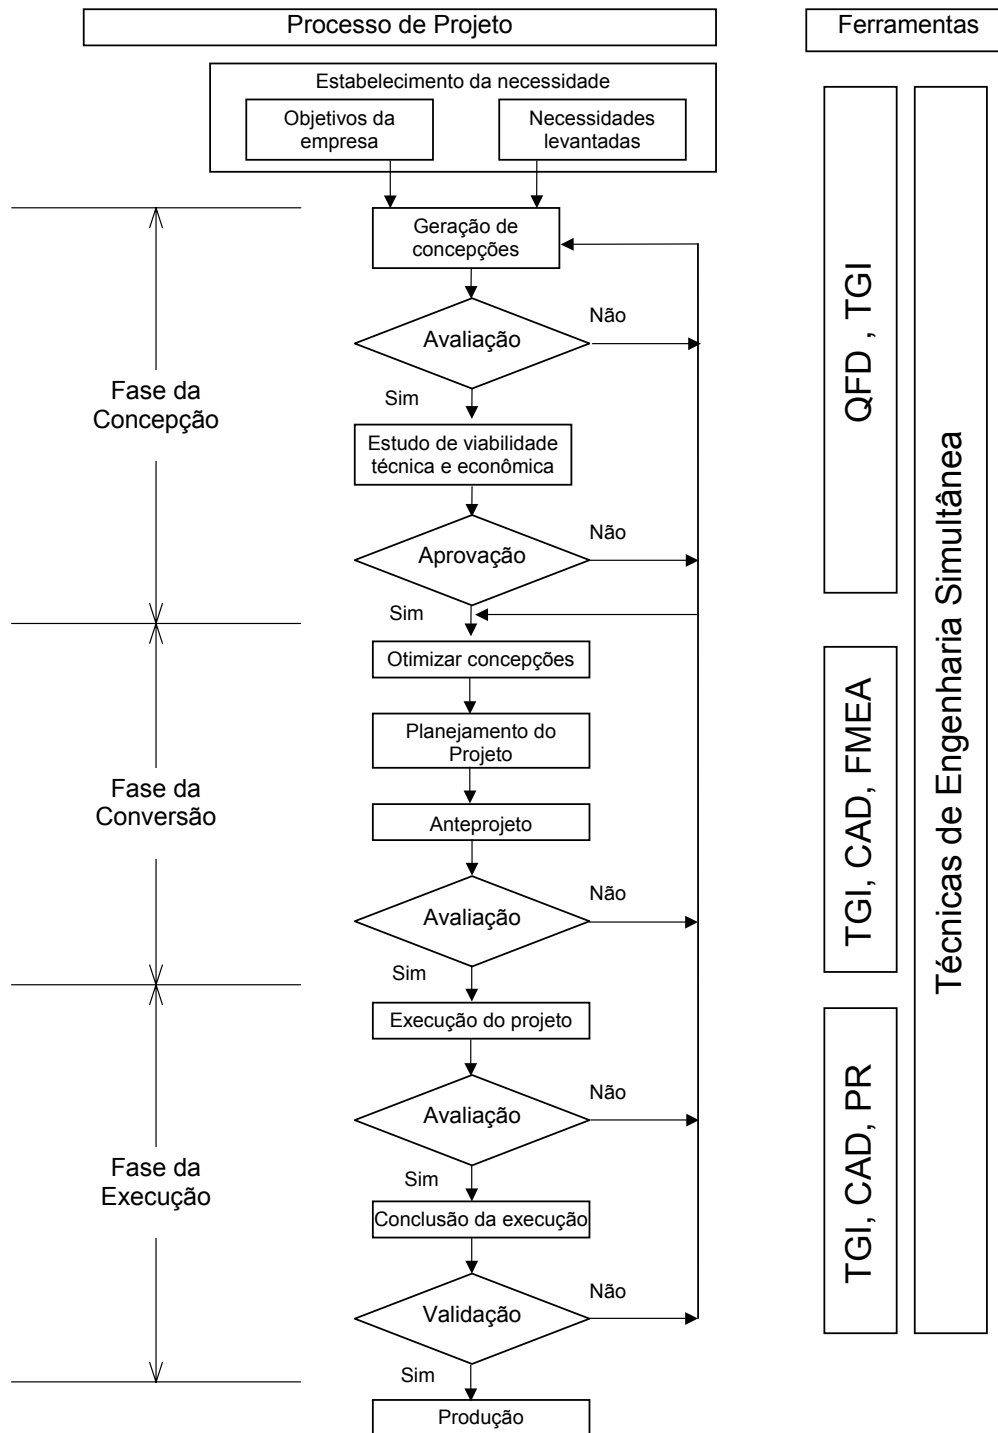 Processo de Projeto
Ferramentas
Estabelecimento da necessidade
Objetivos da
empresa
Necessidades
levantadas
Geração de
concepções
Avaliação
Não
Sim
Fase da
Concepção
Estudo de viabilidade
técnica e econômica
Aprovação
Não
Sim
QFD , TGI
Otimizar concepções
Planejamento do
Projeto
Fase da
Conversão
Anteprojeto
Avaliação
Não
Sim
TGI, CAD, FMEA
Execução do projeto
Avaliação
Não
Sim
Fase da
Execução
Conclusão da execução
Validação
Não
Sim
Produção
TGI, CAD, PR
Técnicas de Engenharia Simultânea